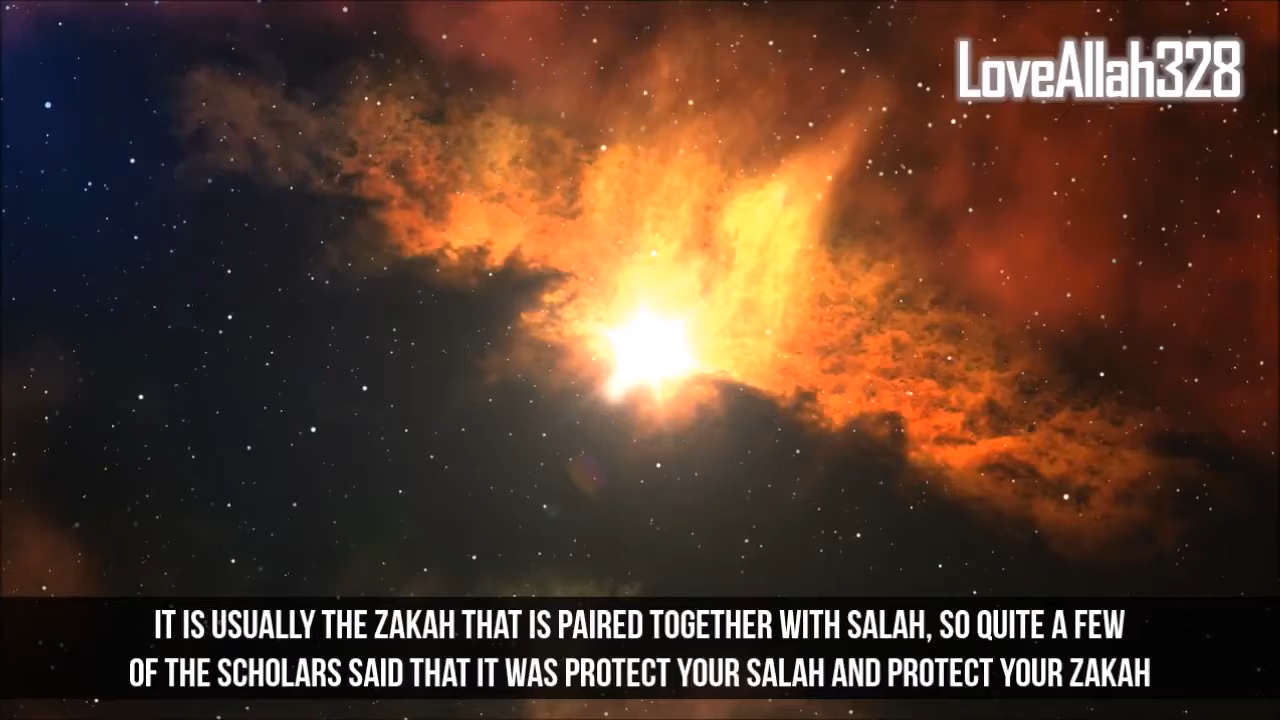 LoveAllah328
IT IS USUALLY THE ZAKAH THAT IS PAIRED TOGETHER WITH SALAH, SO QUITE A FEW
OF THE SCHOLARS SAID THAT IT WAS PROTECT YOUR SALAH AND PROTECT YOUR ZAKAH